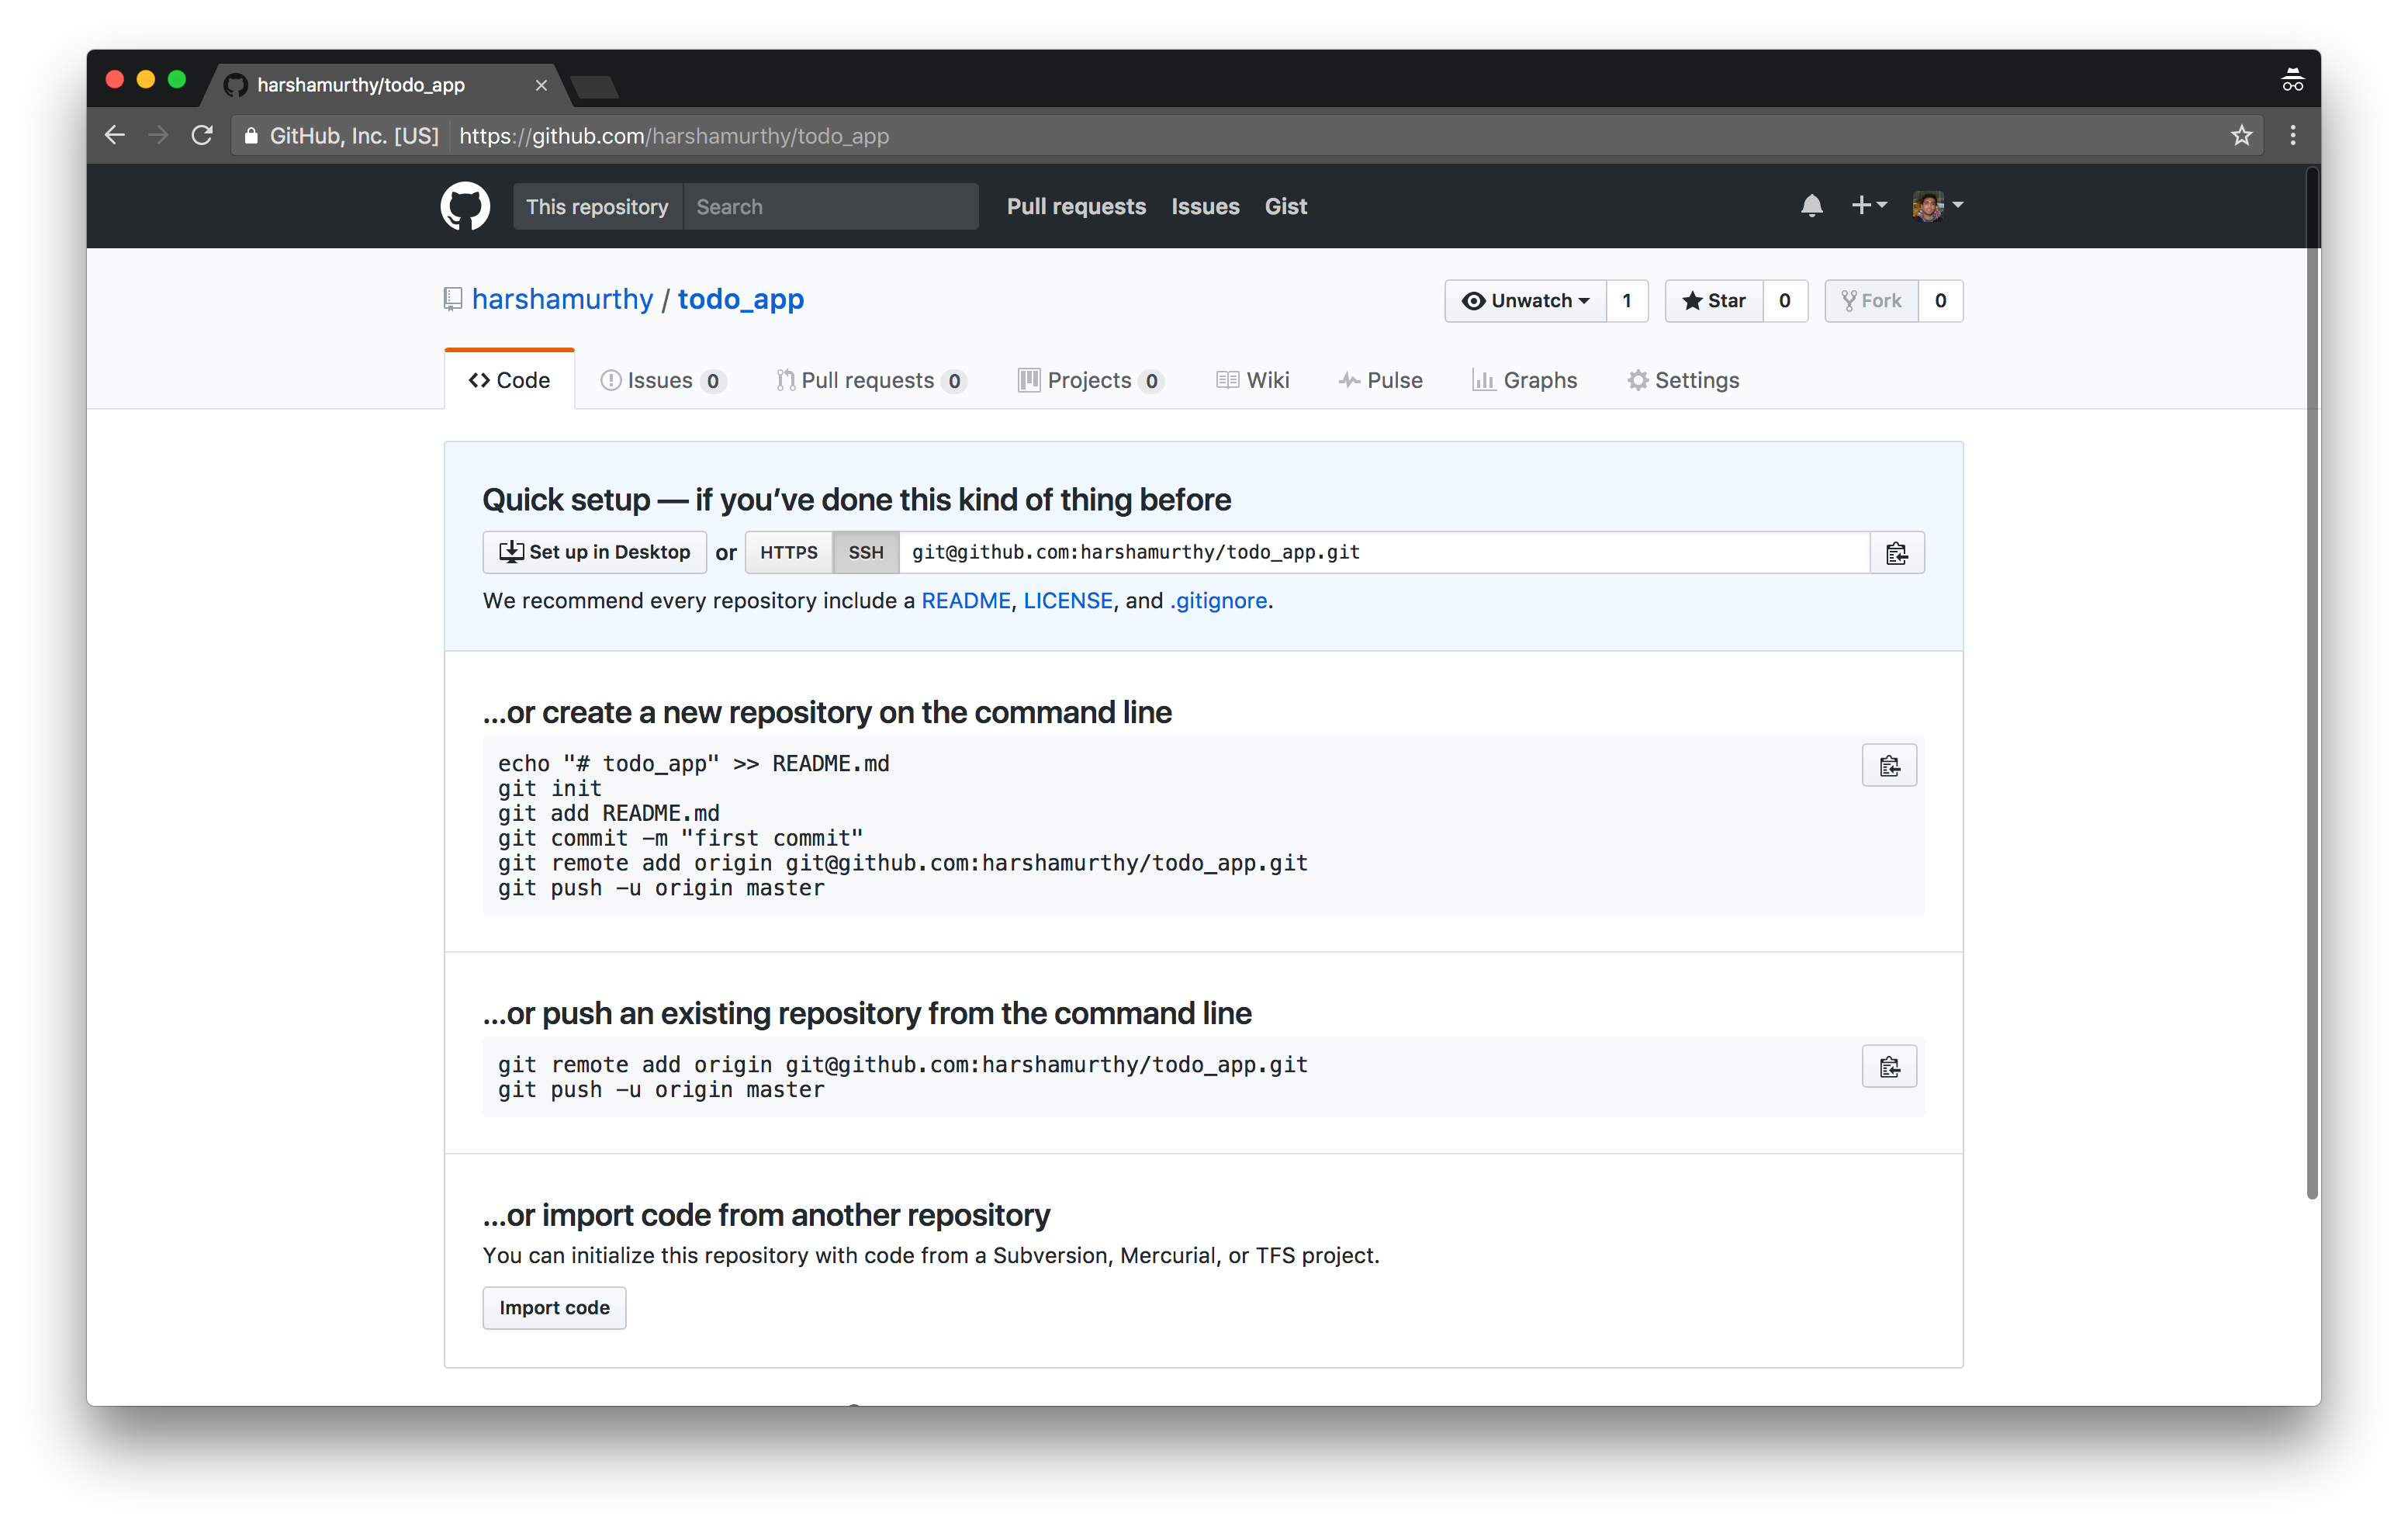 harshamurthy/todo_app
GitHub, Inc. [US] https://github.com/harshamurthy/todo_app
This repository Search Pull requests Issues Gist
harshamurthy / todo_app Unwatch 1 Star 0 Fork 0
Code Issues 0 Pull requests 0 Projects 0 Wiki Pulse Graphs Settings
Quick setup — if you’ve done this kind of thing before
Set up in Desktop or HTTPS SSH git@github.com:harshamurthy/todo_app.git
We recommend every repository include a README, LICENSE, and .gitignore.
…or create a new repository on the command line
echo "# todo_app" >> README.md
git init
git add README.md
git commit -m "first commit"
git remote add origin git@github.com:harshamurthy/todo_app.git
git push -u origin master
…or push an existing repository from the command line
git remote add origin git@github.com:harshamurthy/todo_app.git
git push -u origin master
…or import code from another repository
You can initialize this repository with code from a Subversion, Mercurial, or TFS project.
Import code